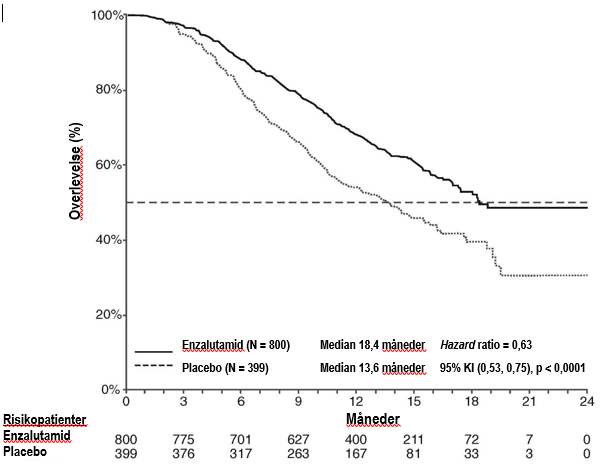 100%
80%
60%
40%
20%
0%
Overlevelse (%)
Enzalutamid (N = 800) Median 18,4 måneder Hazard ratio = 0,63
Placebo (N = 399) Median 13,6 måneder 95% KI (0,53, 0,75), p < 0,0001
0 3 6 9 12 15 18 21 24
Risikopatienter Måneder
Enzalutamid 800 775 701 627 400 211 72 7 0
Placebo 399 376 317 263 167 81 33 3 0